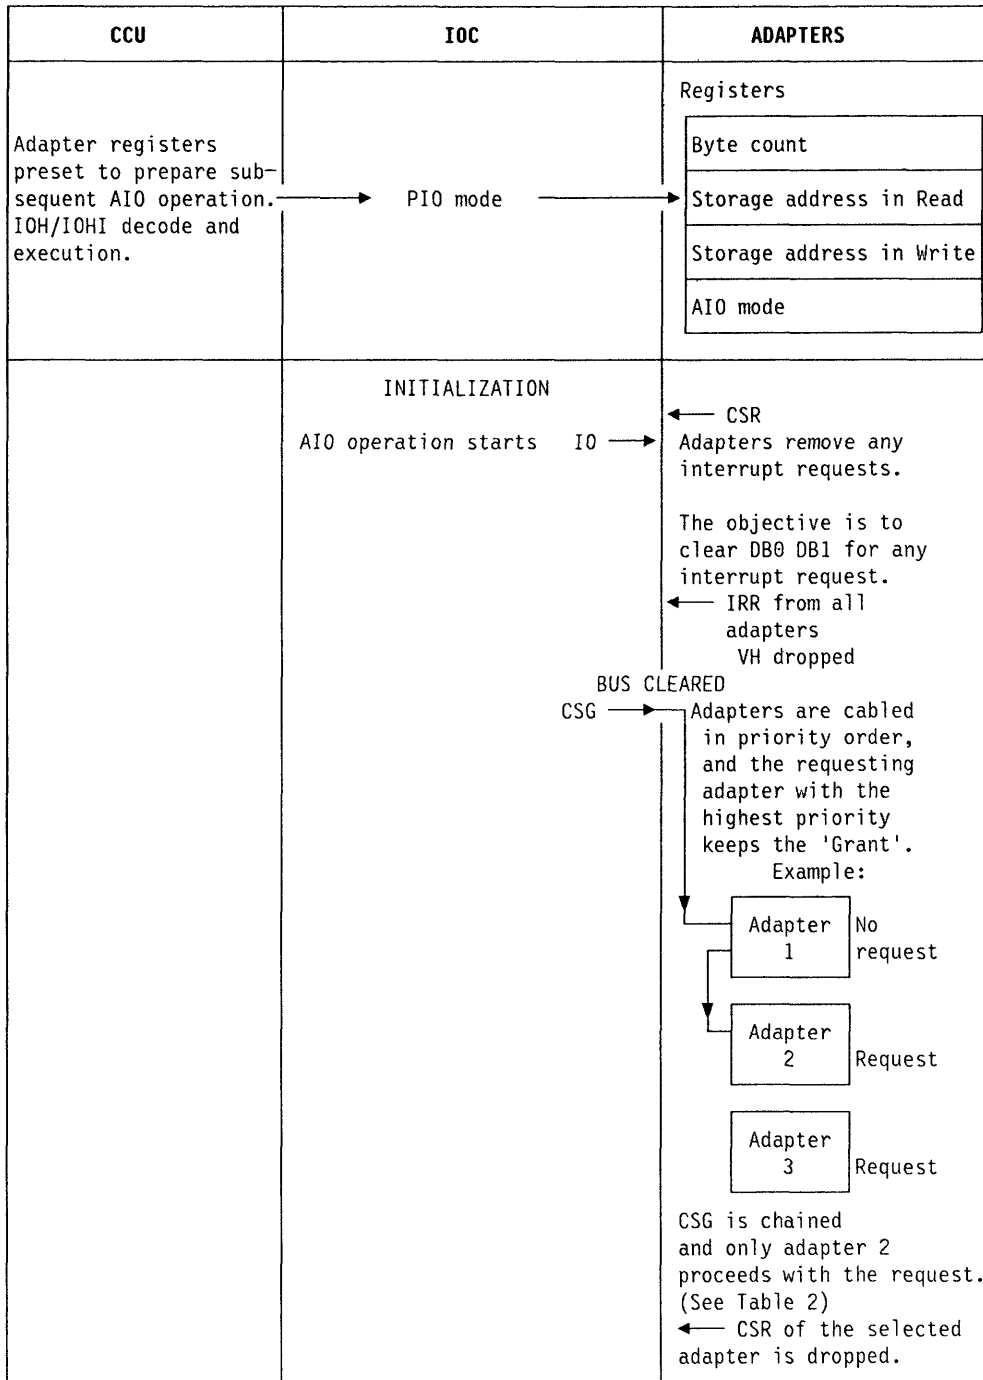 CCU
IOC
ADAPTERS
Adapter registers
preset to prepare sub-
sequent AIO operation.
IOH/IOHI decode and
execution.
PIO mode
Registers
Byte count
Storage address in Read
Storage address in Write
AIO mode
INITIALIZATION
CSR
AIO operation starts IO
Adapters remove any
interrupt requests.
The objective is to
clear DB0 DB1 for any
interrupt request.
IRR from all
adapters
VH dropped
BUS CLEARED
CSG
Adapters are cabled
in priority order,
and the requesting
adapter with the
highest priority
keeps the 'Grant'.
Example:
Adapter
1
No
request
Adapter
2
Request
Adapter
3
Request
CSG is chained
and only adapter 2
proceeds with the request.
(See Table 2)
CSR of the selected
adapter is dropped.